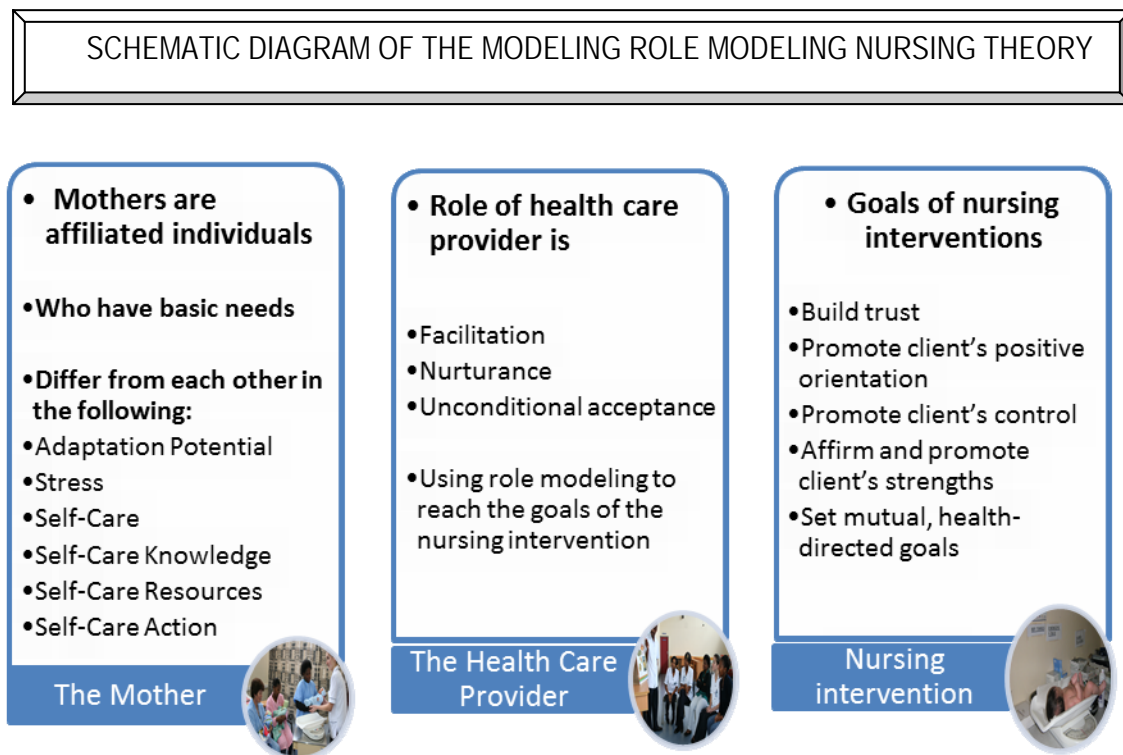 SCHEMATIC DIAGRAM OF THE MODELING ROLE MODELING NURSING THEORY
• Mothers are
affiliated individuals
•Who have basic needs
•Differ from each other in
the following:
•Adaptation Potential
•Stress
•Self-Care
•Self-Care Knowledge
•Self-Care Resources
•Self-Care Action
The Mother
• Role of health care
provider is
•Facilitation
•Nurturance
•Unconditional acceptance
•Using role modeling to
reach the goals of the
nursing intervention
The Health Care
Provider
• Goals of nursing
interventions
•Build trust
•Promote client's positive
orientation
•Promote client's control
•Affirm and promote
client's strengths
•Set mutual, health-
directed goals
Nursing
intervention